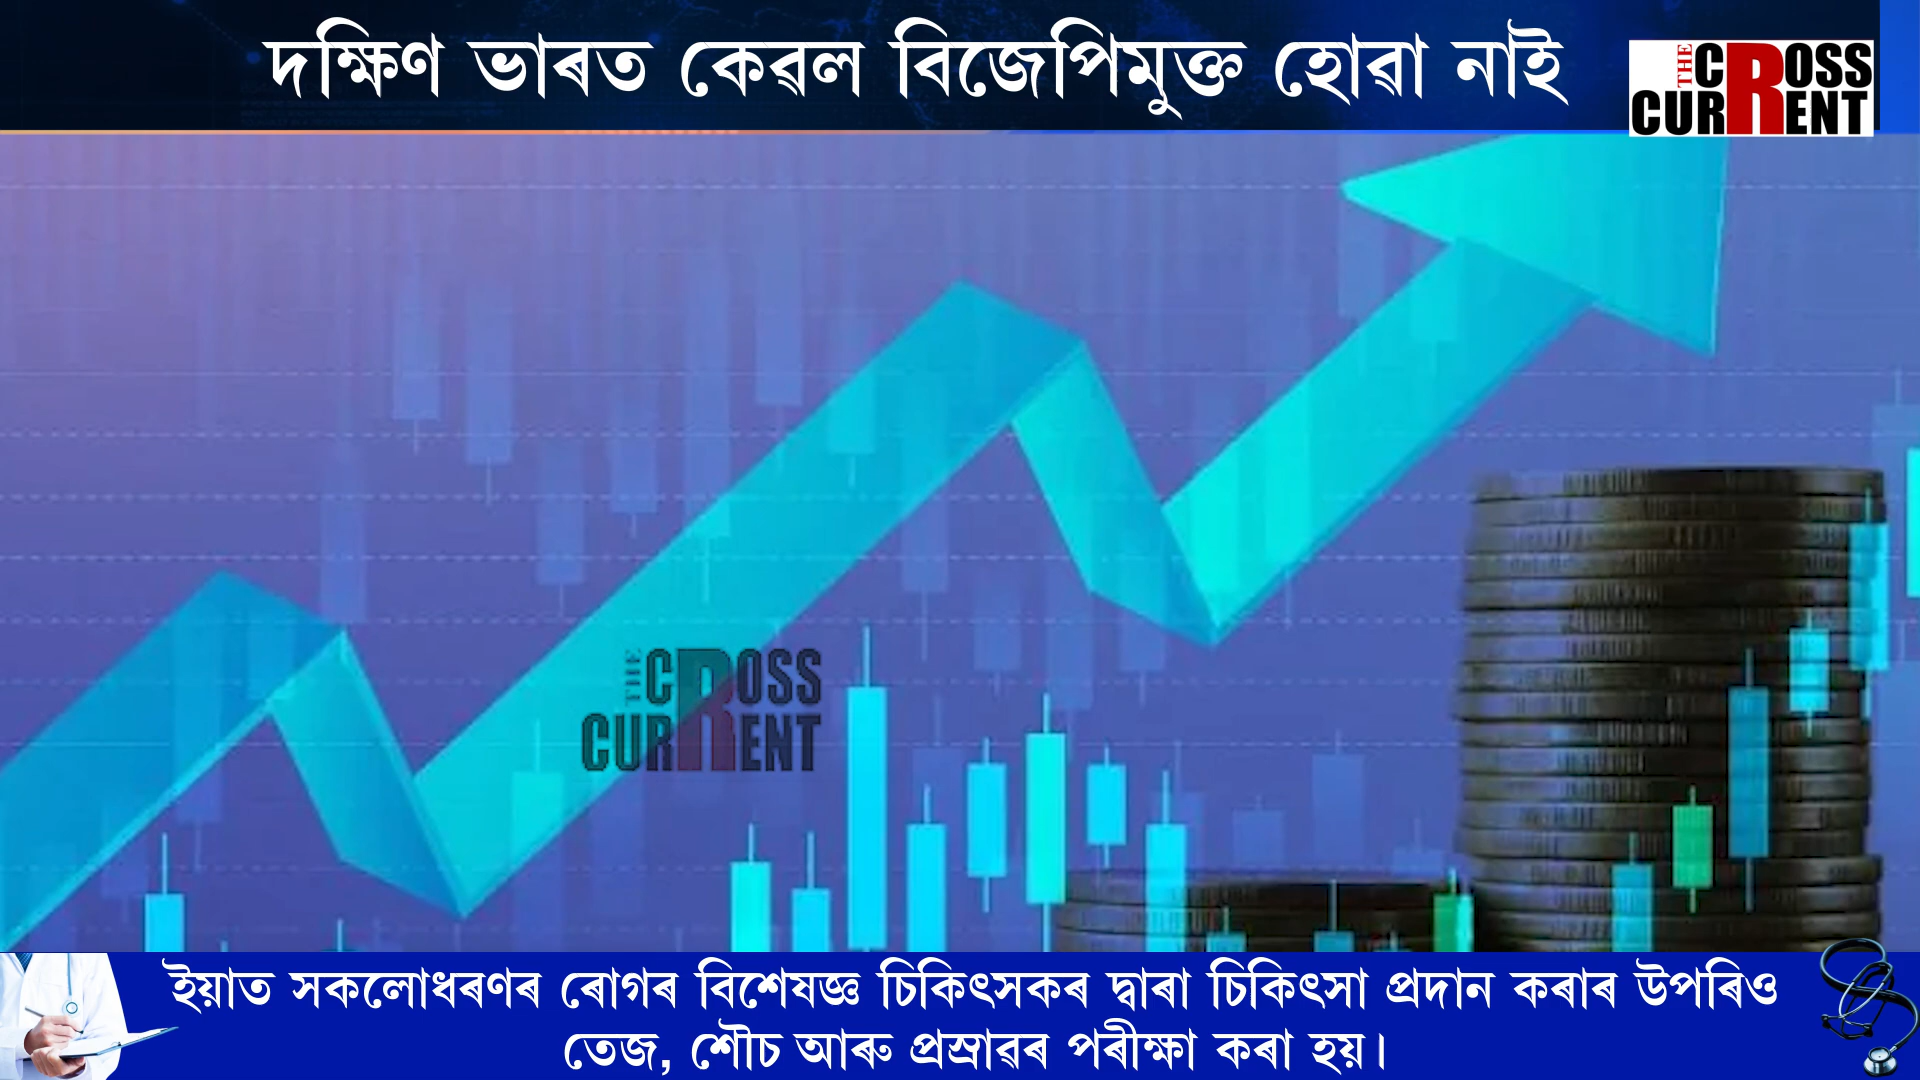 দক্ষিণ ভাৰত কেৱল বিজেপিমুক্ত হোৱা নাই
THE CROSS
CURRENT
THE CROSS
CURRENT
ইয়াত সকলোধৰণৰ ৰোগৰ বিশেষজ্ঞ চিকিৎসকৰ দ্বাৰা চিকিৎসা প্ৰদান কৰাৰ উপৰিও
তেজ, শৌচ আৰু প্ৰস্ৰাৱৰ পৰীক্ষা কৰা হয়।